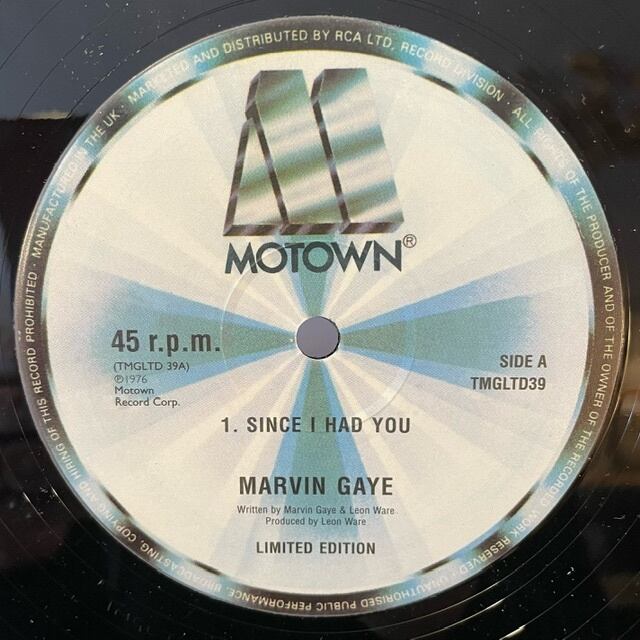 MANUFACTURED IN THE UK · MARKETED AND DISTRIBUTED BY RCA LTD. RECORD DIVISION · ALL RIGHTS OF THE PRODUCER AND OF THE OWNER OF THE RECORDED WORK RESERVED · UNAUTHORISED PUBLIC PERFORMANCE, BROADCASTING, COPYING AND HIRING OF THIS RECORD PROHIBITED ·
MOTOWN®
45 r.p.m.
(TMGLTD 39A)
℗1976
Motown
Record Corp.
SIDE A
TMGLTD39
1. SINCE I HAD YOU
MARVIN GAYE
Written by Marvin Gaye & Leon Ware
Produced by Leon Ware
LIMITED EDITION